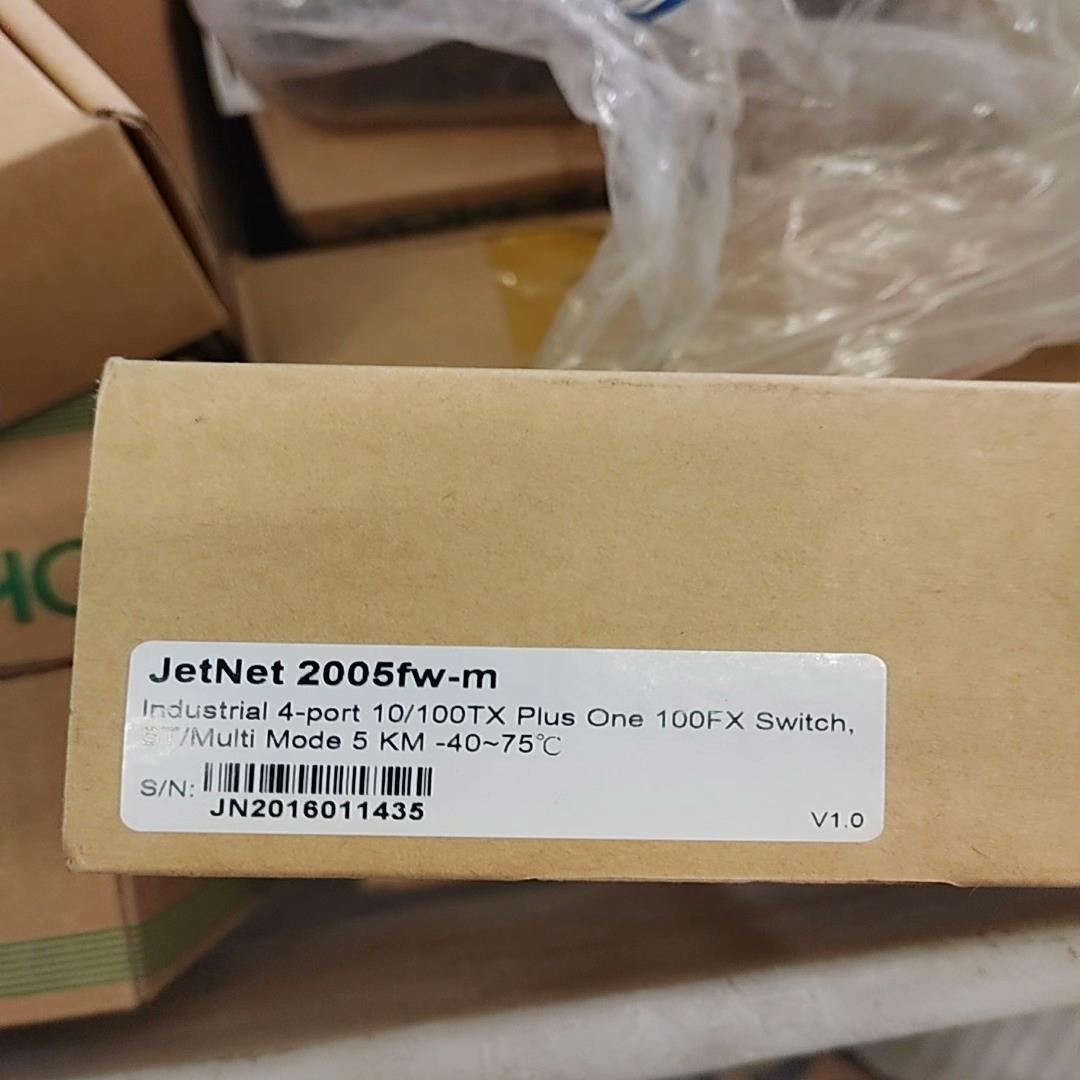 JetNet 2005fw-m
Industrial 4-port 10/100TX Plus One 100FX Switch,
ST/Multi Mode 5 KM -40~75℃
S/N:
JN2016011435
V1.0